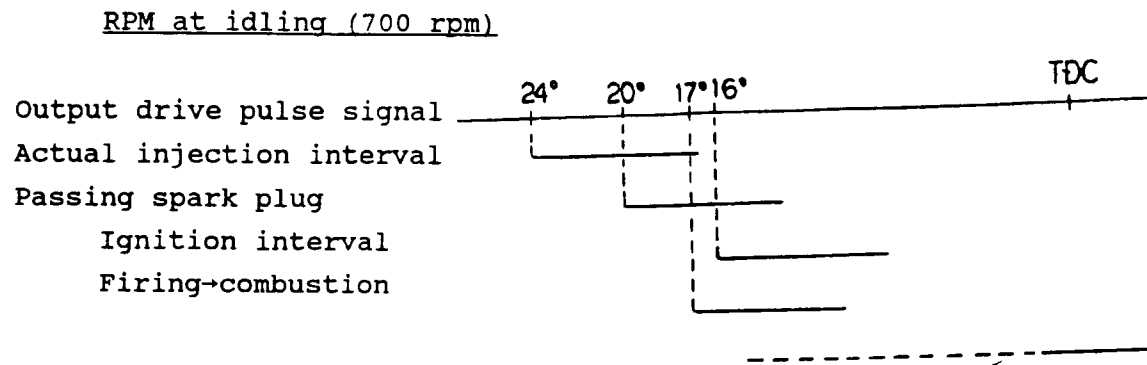 RPM at idling (700 rpm)
TDC
24° 20° 17° 16°
Output drive pulse signal
Actual injection interval
Passing spark plug
Ignition interval
Firing→combustion